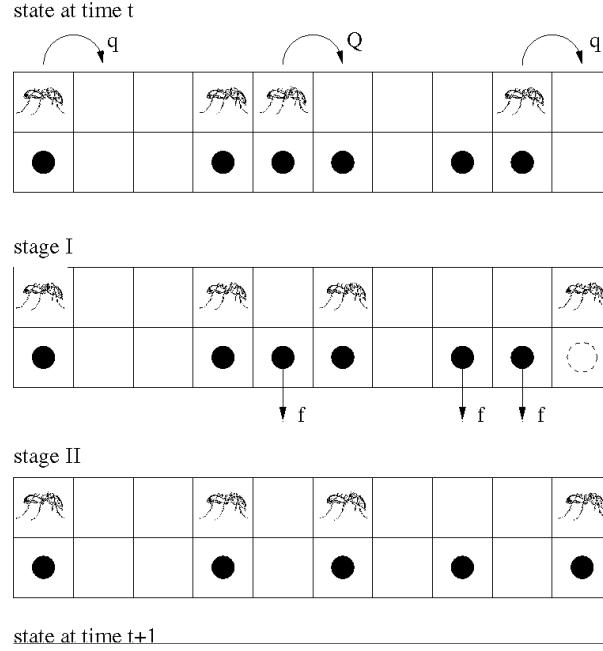 state at time t
q Q q
stage I
f f f
stage II
state at time t+1